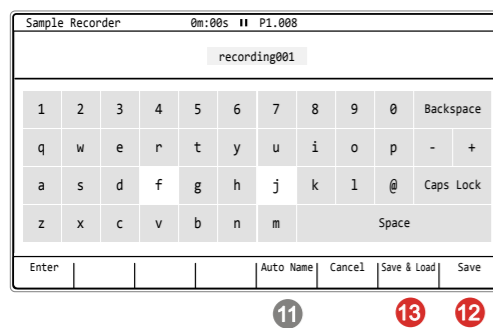 Sample Recorder 0m:00s P1.008
recording001
1 2 3 4 5 6 7 8 9 0 Backspace
q w e r t y u i o p - +
a s d f g h j k l @ Caps Lock
z x c v b n m Space
Enter Auto Name Cancel Save & Load Save
11 13 12